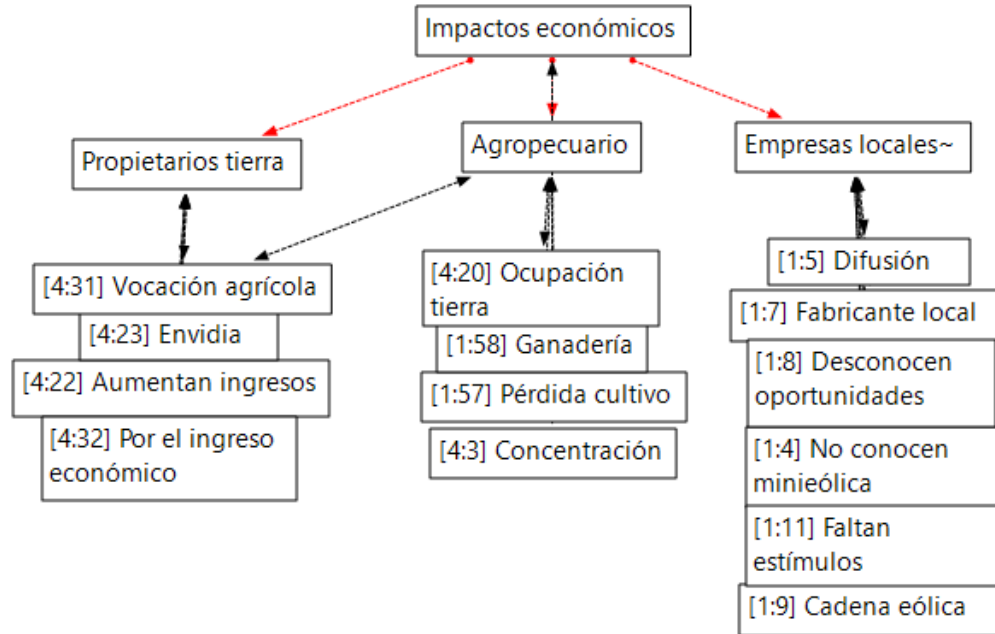 Impactos económicos
Propietarios tierra
Agropecuario
Empresas locales~
[4:31] Vocación agrícola
[4:23] Envidia
[4:22] Aumentan ingresos
[4:32] Por el ingreso
económico
[4:20] Ocupación
tierra
[1:58] Ganadería
[1:57] Pérdida cultivo
[4:3] Concentración
[1:5] Difusión
[1:7] Fabricante local
[1:8] Desconocen
oportunidades
[1:4] No conocen
minieólica
[1:11] Faltan
estímulos
[1:9] Cadena eólica